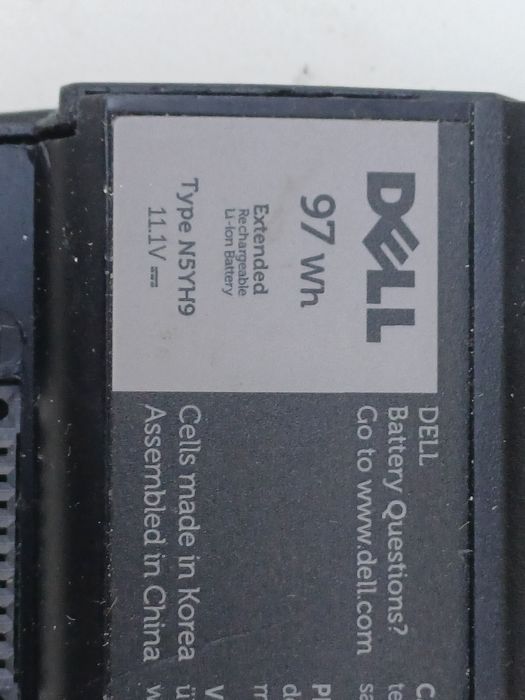 DELL
97 Wh
Extended
Rechargeable
Li-ion Battery
Type N5YH9
11.1V ⎓
DELL
Battery Questions?
Go to www.dell.com
Cells made in Korea
Assembled in China